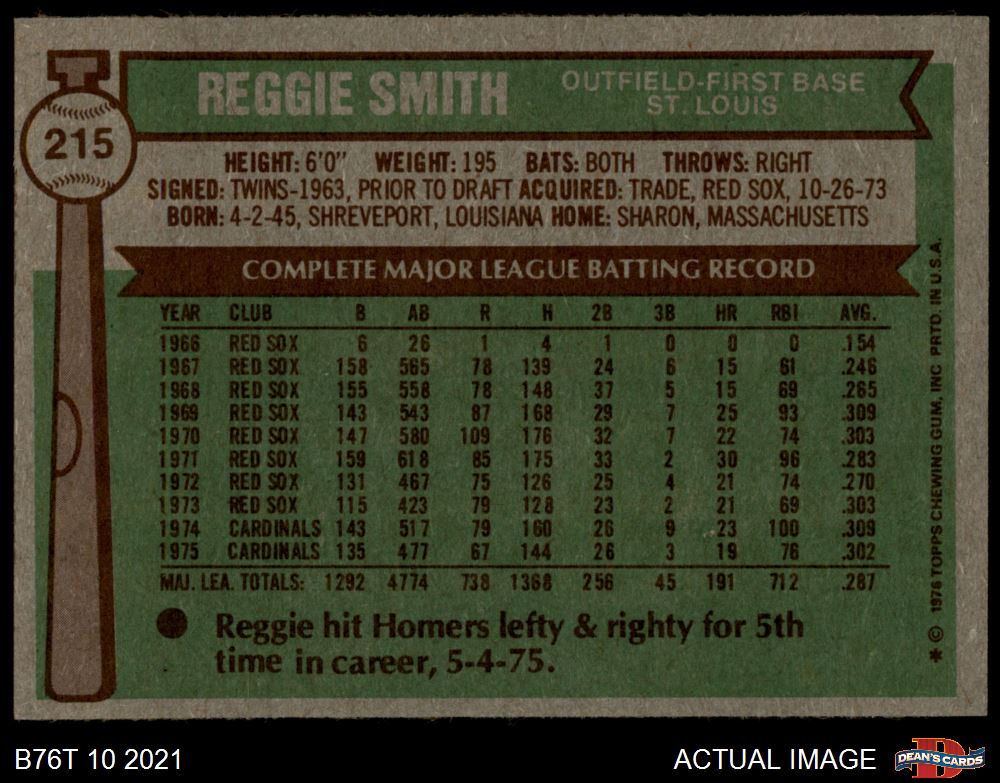 REGGIE SMITH
OUTFIELD-FIRST BASE
ST. LOUIS
215
HEIGHT: 6'0" WEIGHT: 195 BATS: BOTH THROWS: RIGHT
SIGNED: TWINS-1963, PRIOR TO DRAFT ACQUIRED: TRADE, RED SOX, 10-26-73
BORN: 4-2-45, SHREVEPORT, LOUISIANA HOME: SHARON, MASSACHUSETTS
COMPLETE MAJOR LEAGUE BATTING RECORD
YEAR CLUB B AB R H 2B 3B HR RBI AVG.
1966 RED SOX 6 26 1 4 1 0 0 0 .154
1967 RED SOX 158 565 78 139 24 6 15 61 .246
1968 RED SOX 155 558 78 148 37 5 15 69 .265
1969 RED SOX 143 543 87 168 29 7 25 93 .309
1970 RED SOX 147 580 109 176 32 7 22 74 .303
1971 RED SOX 159 618 85 175 33 2 30 96 .283
1972 RED SOX 131 467 75 126 25 4 21 74 .270
1973 RED SOX 115 423 79 128 23 2 21 69 .303
1974 CARDINALS 143 517 79 160 26 9 23 100 .309
1975 CARDINALS 135 477 67 144 26 3 19 76 .302
MAJ. LEA. TOTALS: 1292 4774 738 1368 256 45 191 712 .287
Reggie hit Homers lefty & righty for 5th
time in career, 5-4-75.
* © 1976 TOPPS CHEWING GUM, INC PRTD. IN U.S.A.
B76T 10 2021
ACTUAL IMAGE
D
DEAN'S CARDS